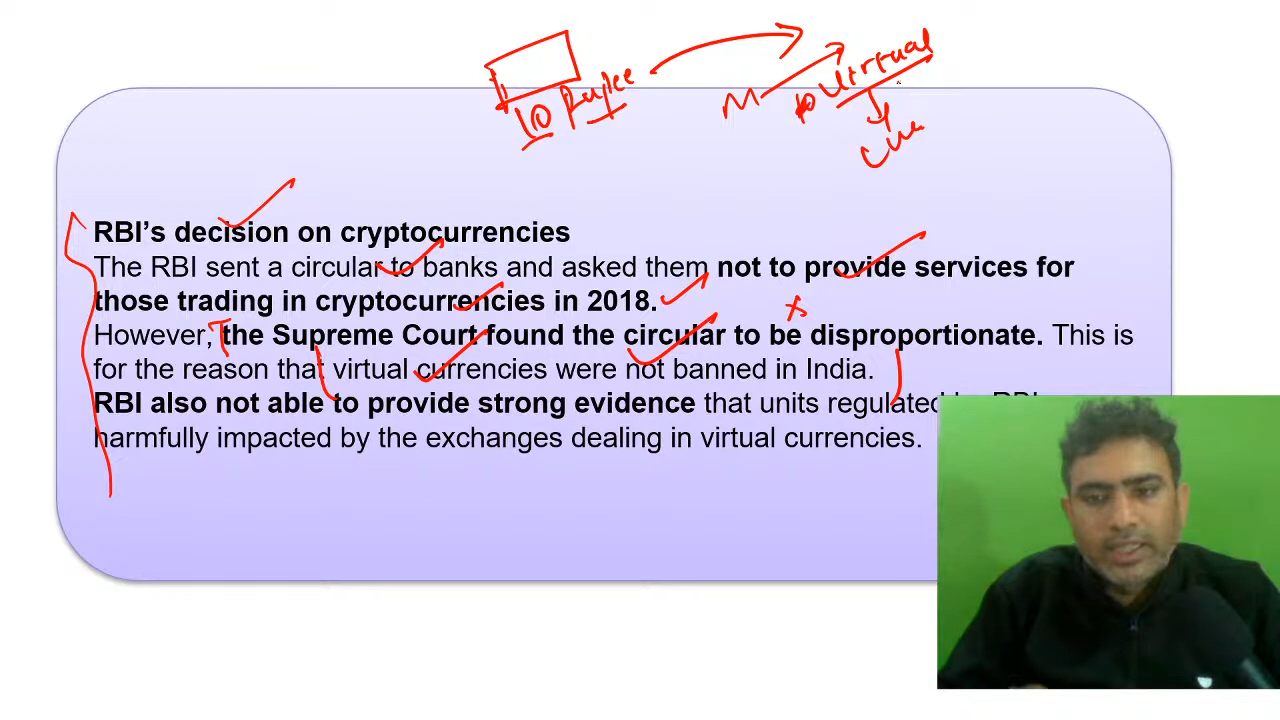 10 Rupee
M
virtual
RBI’s decision on cryptocurrencies
The RBI sent a circular to banks and asked them not to provide services for
those trading in cryptocurrencies in 2018.
However, the Supreme Court found the circular to be disproportionate. This is
for the reason that virtual currencies were not banned in India.
RBI also not able to provide strong evidence that units regulated
harmfully impacted by the exchanges dealing in virtual currencies.